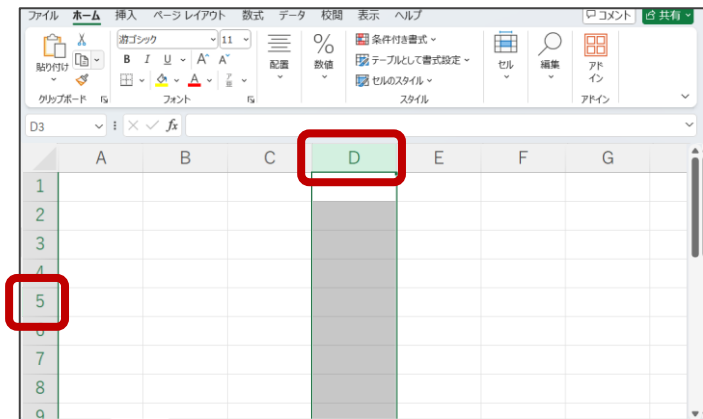 ファイル ホーム 挿入 ページ レイアウト 数式 データ 校閲 表示 ヘルプ コメント 共有
貼り付け
游ゴシック 11
B I U A A
A
配置
%
数値
条件付き書式
テーブルとして書式設定
セルのスタイル
セル
編集
アド
イン
クリップボード フォント スタイル アドイン
D3 fx
A B C D E F G
1
2
3
4
5
6
7
8
9